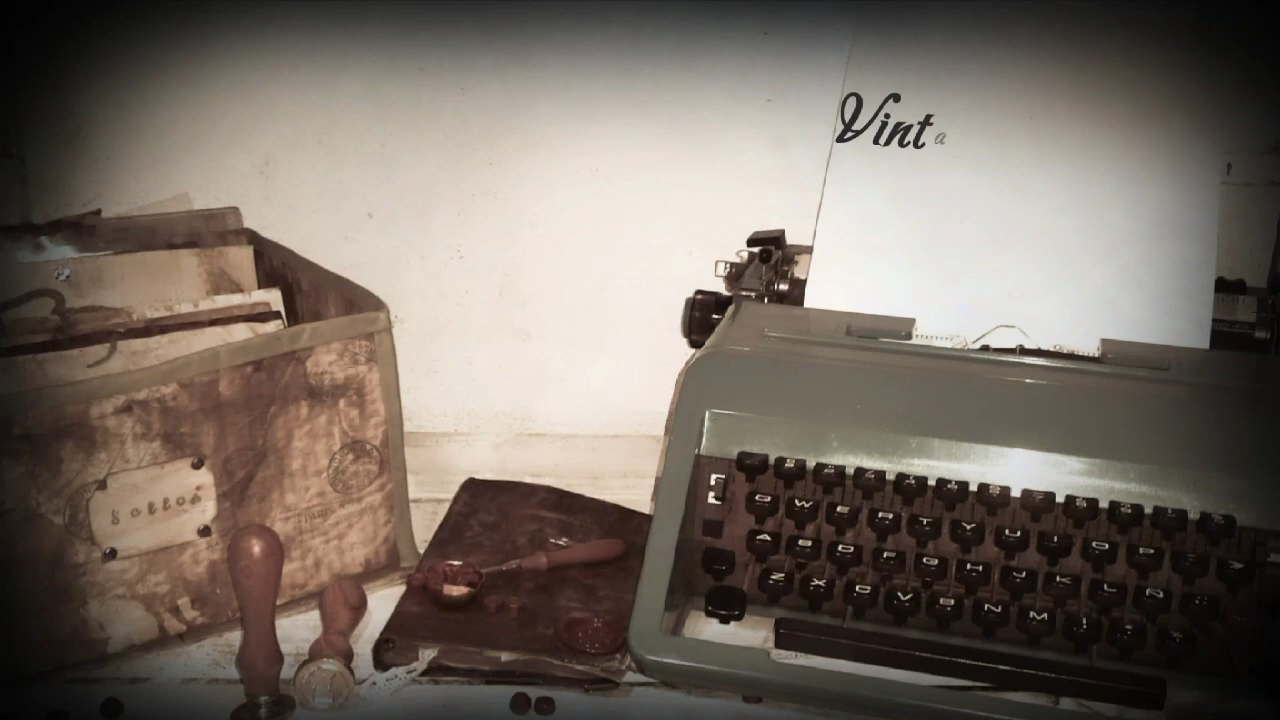 Vinta
Sellos
Q W E R T Y U I O P
A S D F G H J K L Ñ
Z X C V B N M